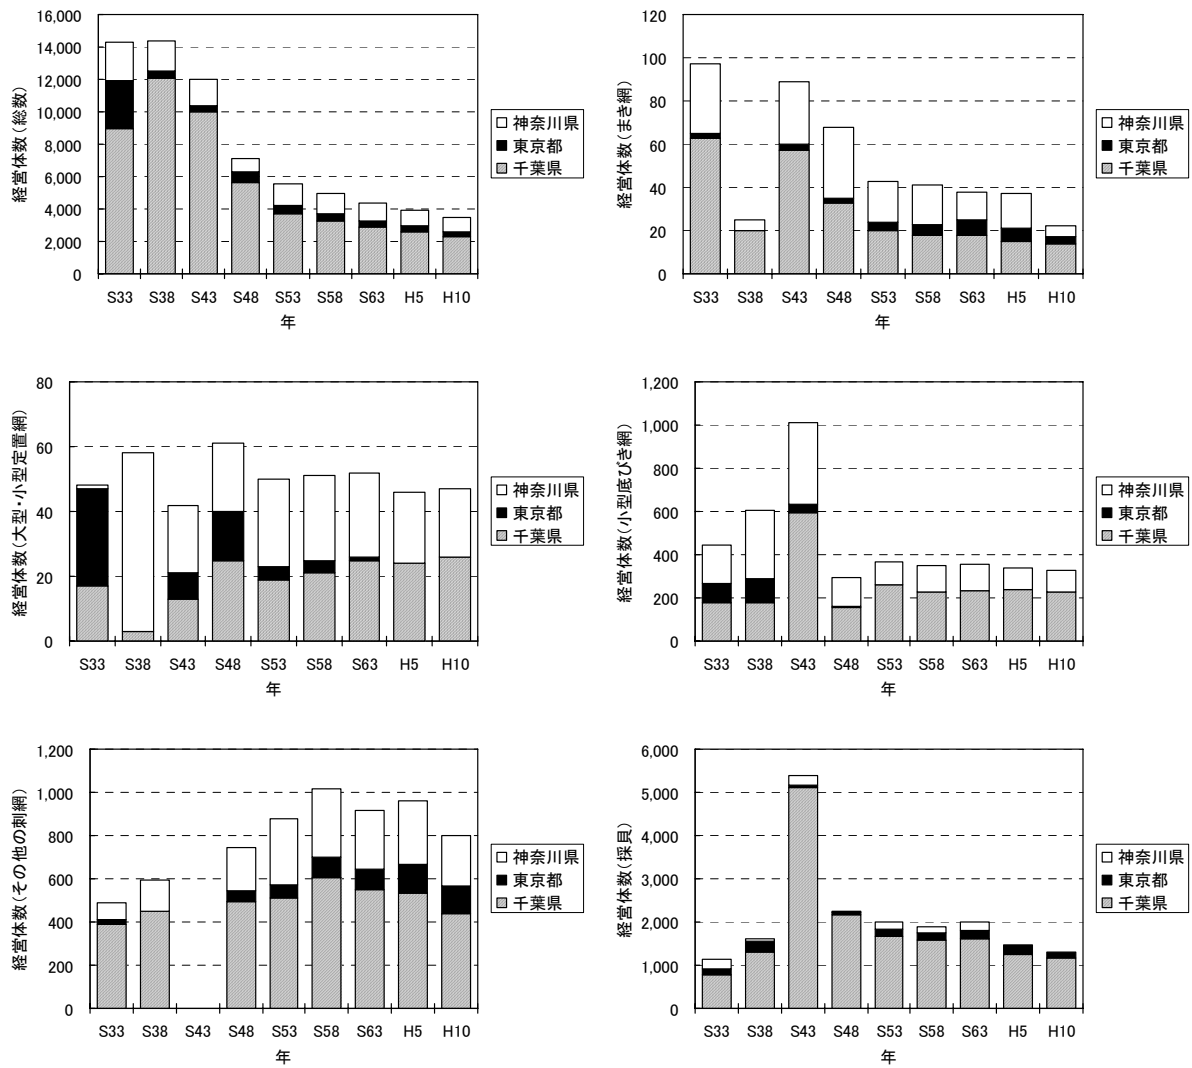 経営体数(総数)
16,000
14,000
12,000
10,000
8,000
6,000
4,000
2,000
0
S33 S38 S43 S48 S53 S58 S63 H5 H10
年
神奈川県
東京都
千葉県
経営体数(まき網)
120
100
80
60
40
20
0
S33 S38 S43 S48 S53 S58 S63 H5 H10
年
神奈川県
東京都
千葉県
経営体数(大型・小型定置網)
80
60
40
20
0
S33 S38 S43 S48 S53 S58 S63 H5 H10
年
神奈川県
東京都
千葉県
経営体数(小型底びき網)
1,200
1,000
800
600
400
200
0
S33 S38 S43 S48 S53 S58 S63 H5 H10
年
神奈川県
東京都
千葉県
経営体数(その他の刺網)
1,200
1,000
800
600
400
200
0
S33 S38 S43 S48 S53 S58 S63 H5 H10
年
神奈川県
東京都
千葉県
経営体数(採貝)
6,000
5,000
4,000
3,000
2,000
1,000
0
S33 S38 S43 S48 S53 S58 S63 H5 H10
年
神奈川県
東京都
千葉県